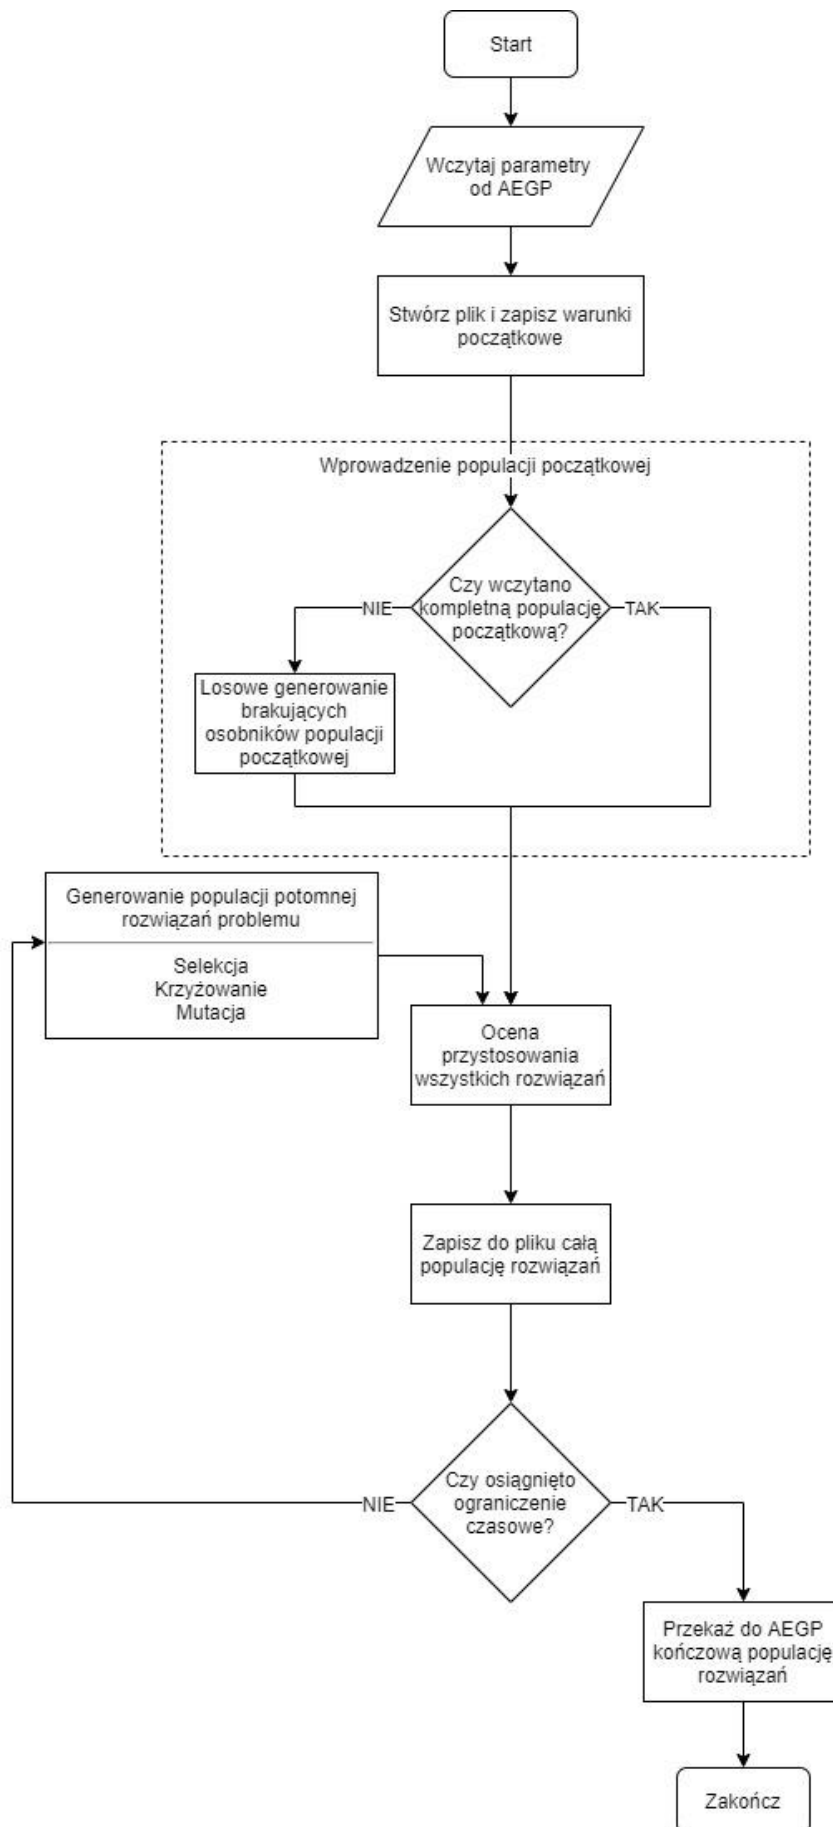 Start
Wczytaj parametry
od AEGP
Stwórz plik i zapisz warunki
początkowe
Wprowadzenie populacji początkowej
Czy wczytano
kompletną populację
początkową?
NIE
TAK
Losowe generowanie
brakujących
osobników populacji
początkowej
Generowanie populacji potomnej
rozwiązań problemu
Selekcja
Krzyżowanie
Mutacja
Ocena
przystosowania
wszystkich rozwiązań
Zapisz do pliku całą
populację rozwiązań
Czy osiągnięto
ograniczenie
czasowe?
NIE
TAK
Przekaż do AEGP
kończową populację
rozwiązań
Zakończ